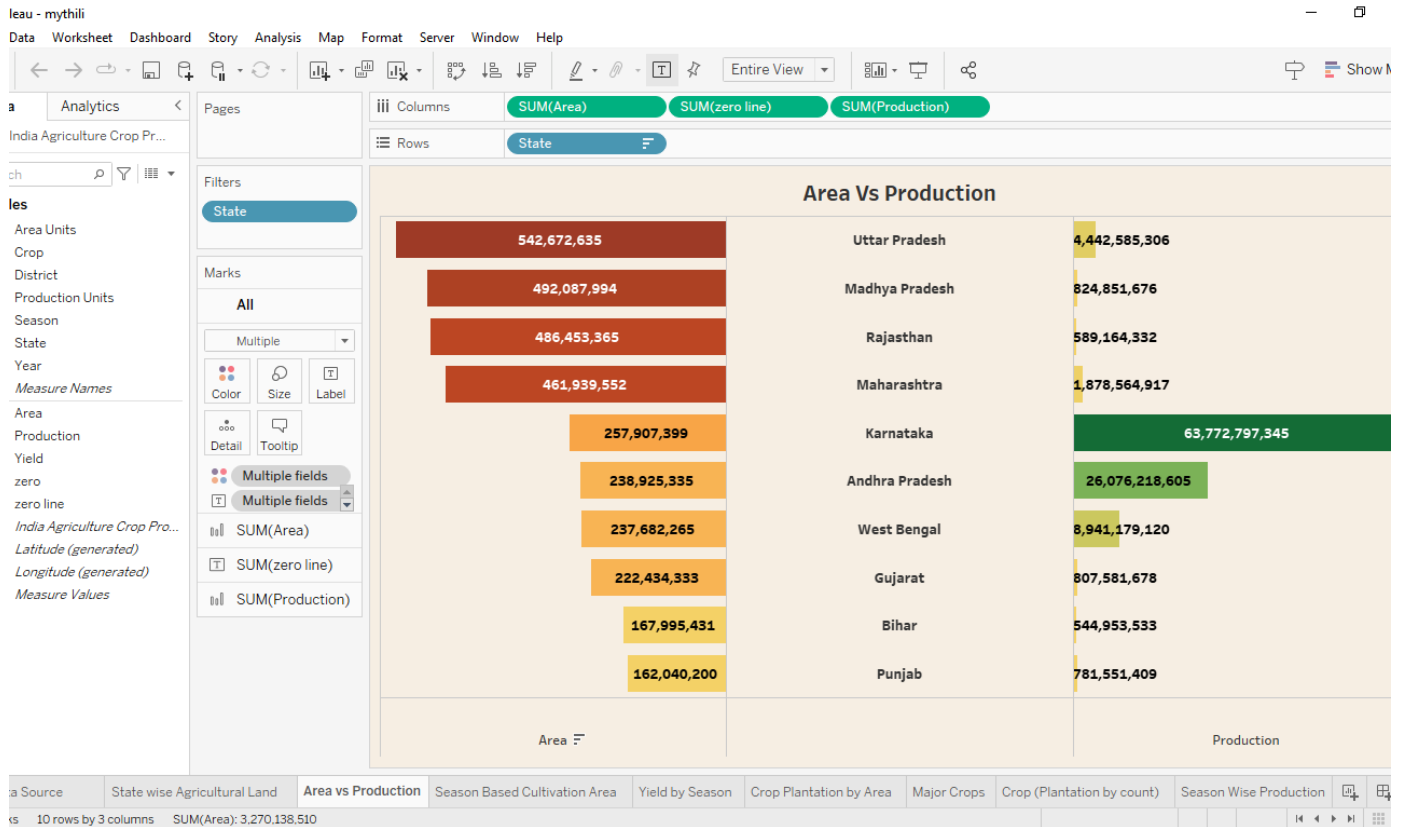 leau - mythili
Data Worksheet Dashboard Story Analysis Map Format Server Window Help
Entire View
Show M
a Analytics
India Agriculture Crop Pr...
ch
les
Area Units
Crop
District
Production Units
Season
State
Year
Measure Names
Area
Production
Yield
zero
zero line
India Agriculture Crop Pro...
Latitude (generated)
Longitude (generated)
Measure Values
Pages
Filters
State
Marks
All
Multiple
Color Size Label
Detail Tooltip
Multiple fields
Multiple fields
SUM(Area)
SUM(zero line)
SUM(Production)
Columns SUM(Area) SUM(zero line) SUM(Production)
Rows State
Area Vs Production
542,672,635 Uttar Pradesh 4,442,585,306
492,087,994 Madhya Pradesh 824,851,676
486,453,365 Rajasthan 589,164,332
461,939,552 Maharashtra 1,878,564,917
257,907,399 Karnataka 63,772,797,345
238,925,335 Andhra Pradesh 26,076,218,605
237,682,265 West Bengal 8,941,179,120
222,434,333 Gujarat 807,581,678
167,995,431 Bihar 544,953,533
162,040,200 Punjab 781,551,409
Area Production
ta Source State wise Agricultural Land Area vs Production Season Based Cultivation Area Yield by Season Crop Plantation by Area Major Crops Crop (Plantation by count) Season Wise Production
ks 10 rows by 3 columns SUM(Area): 3,270,138,510